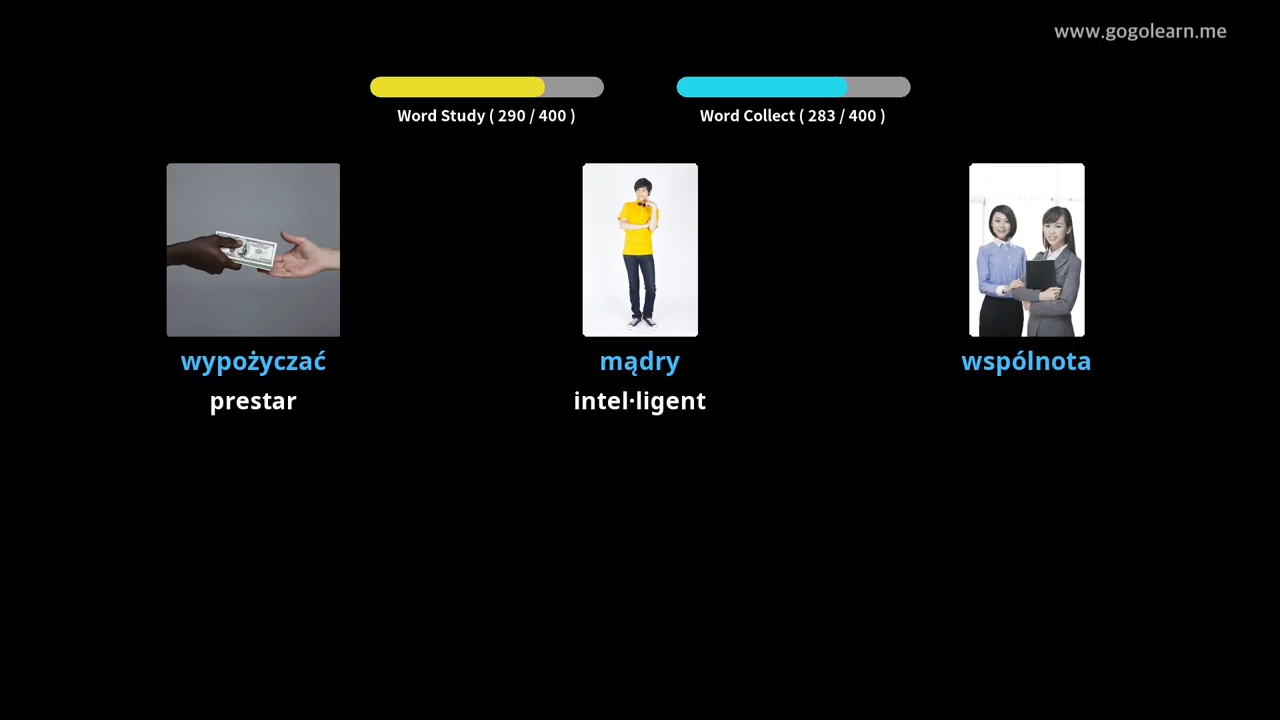 www.gogolearn.me
Word Study ( 290 / 400 )
Word Collect ( 283 / 400 )
wypożyczać
mądry
wspólnota
prestar
intel·ligent